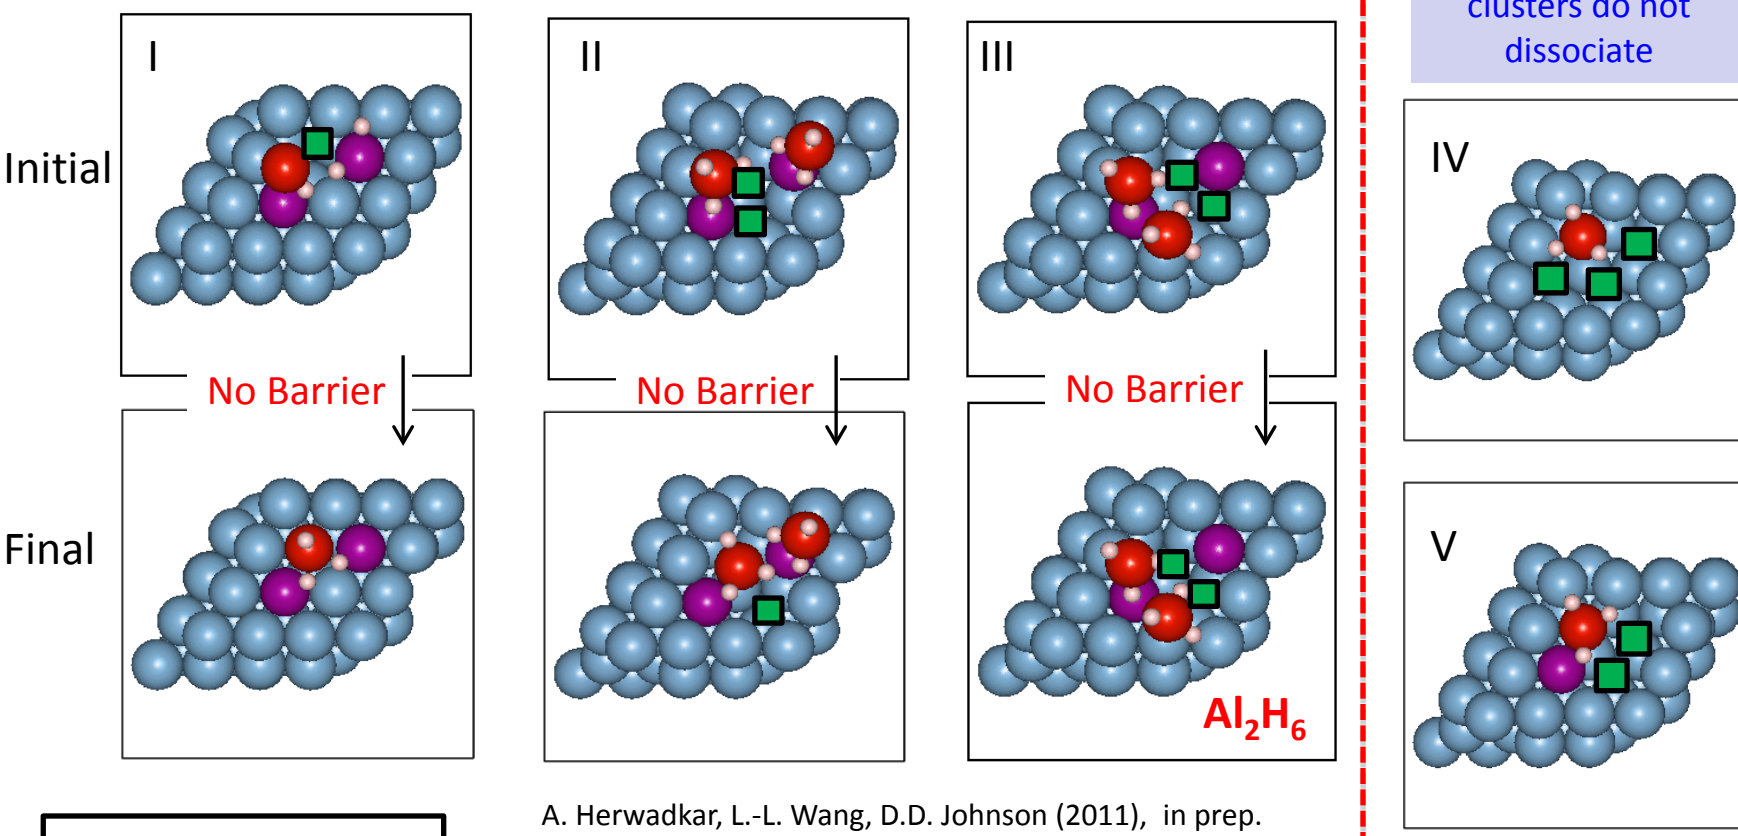 clusters do not
dissociate
I
II
III
Initial
IV
No Barrier
No Barrier
No Barrier
Final
V
Al₂H₆
A. Herwadkar, L.-L. Wang, D.D. Johnson (2011), in prep.